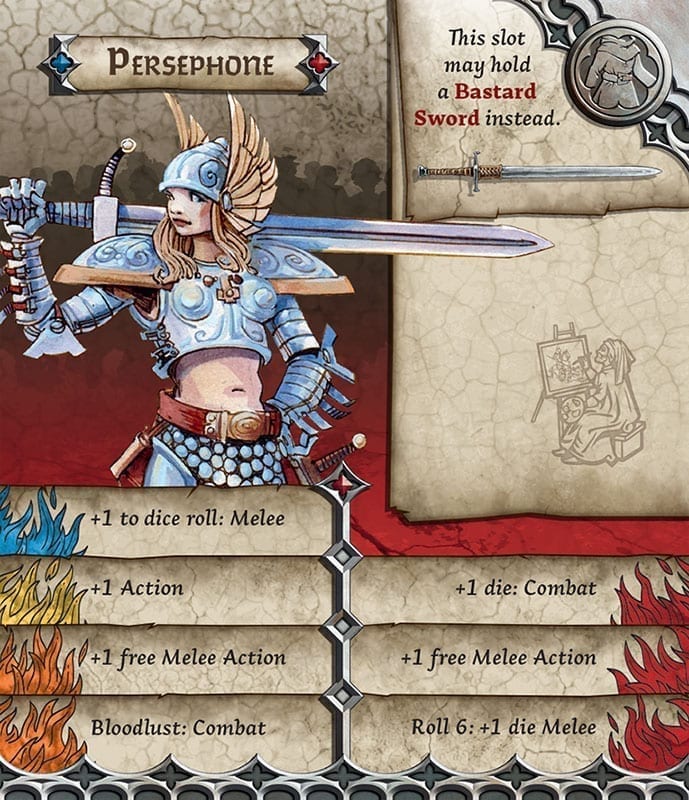 Persephone
This slot
may hold
a Bastard
Sword instead.
+1 to dice roll: Melee
+1 Action
+1 free Melee Action
Bloodlust: Combat
+1 die: Combat
+1 free Melee Action
Roll 6: +1 die Melee